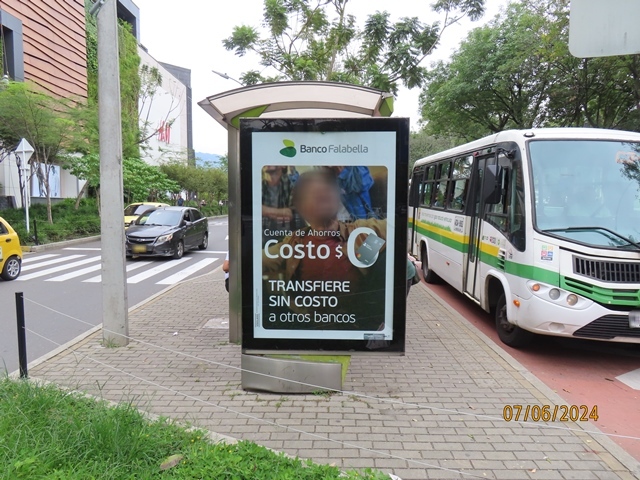 Banco Falabella
Cuenta de Ahorros
Costo $0
TRANSFIERE
SIN COSTO
a otros bancos
07/06/2024